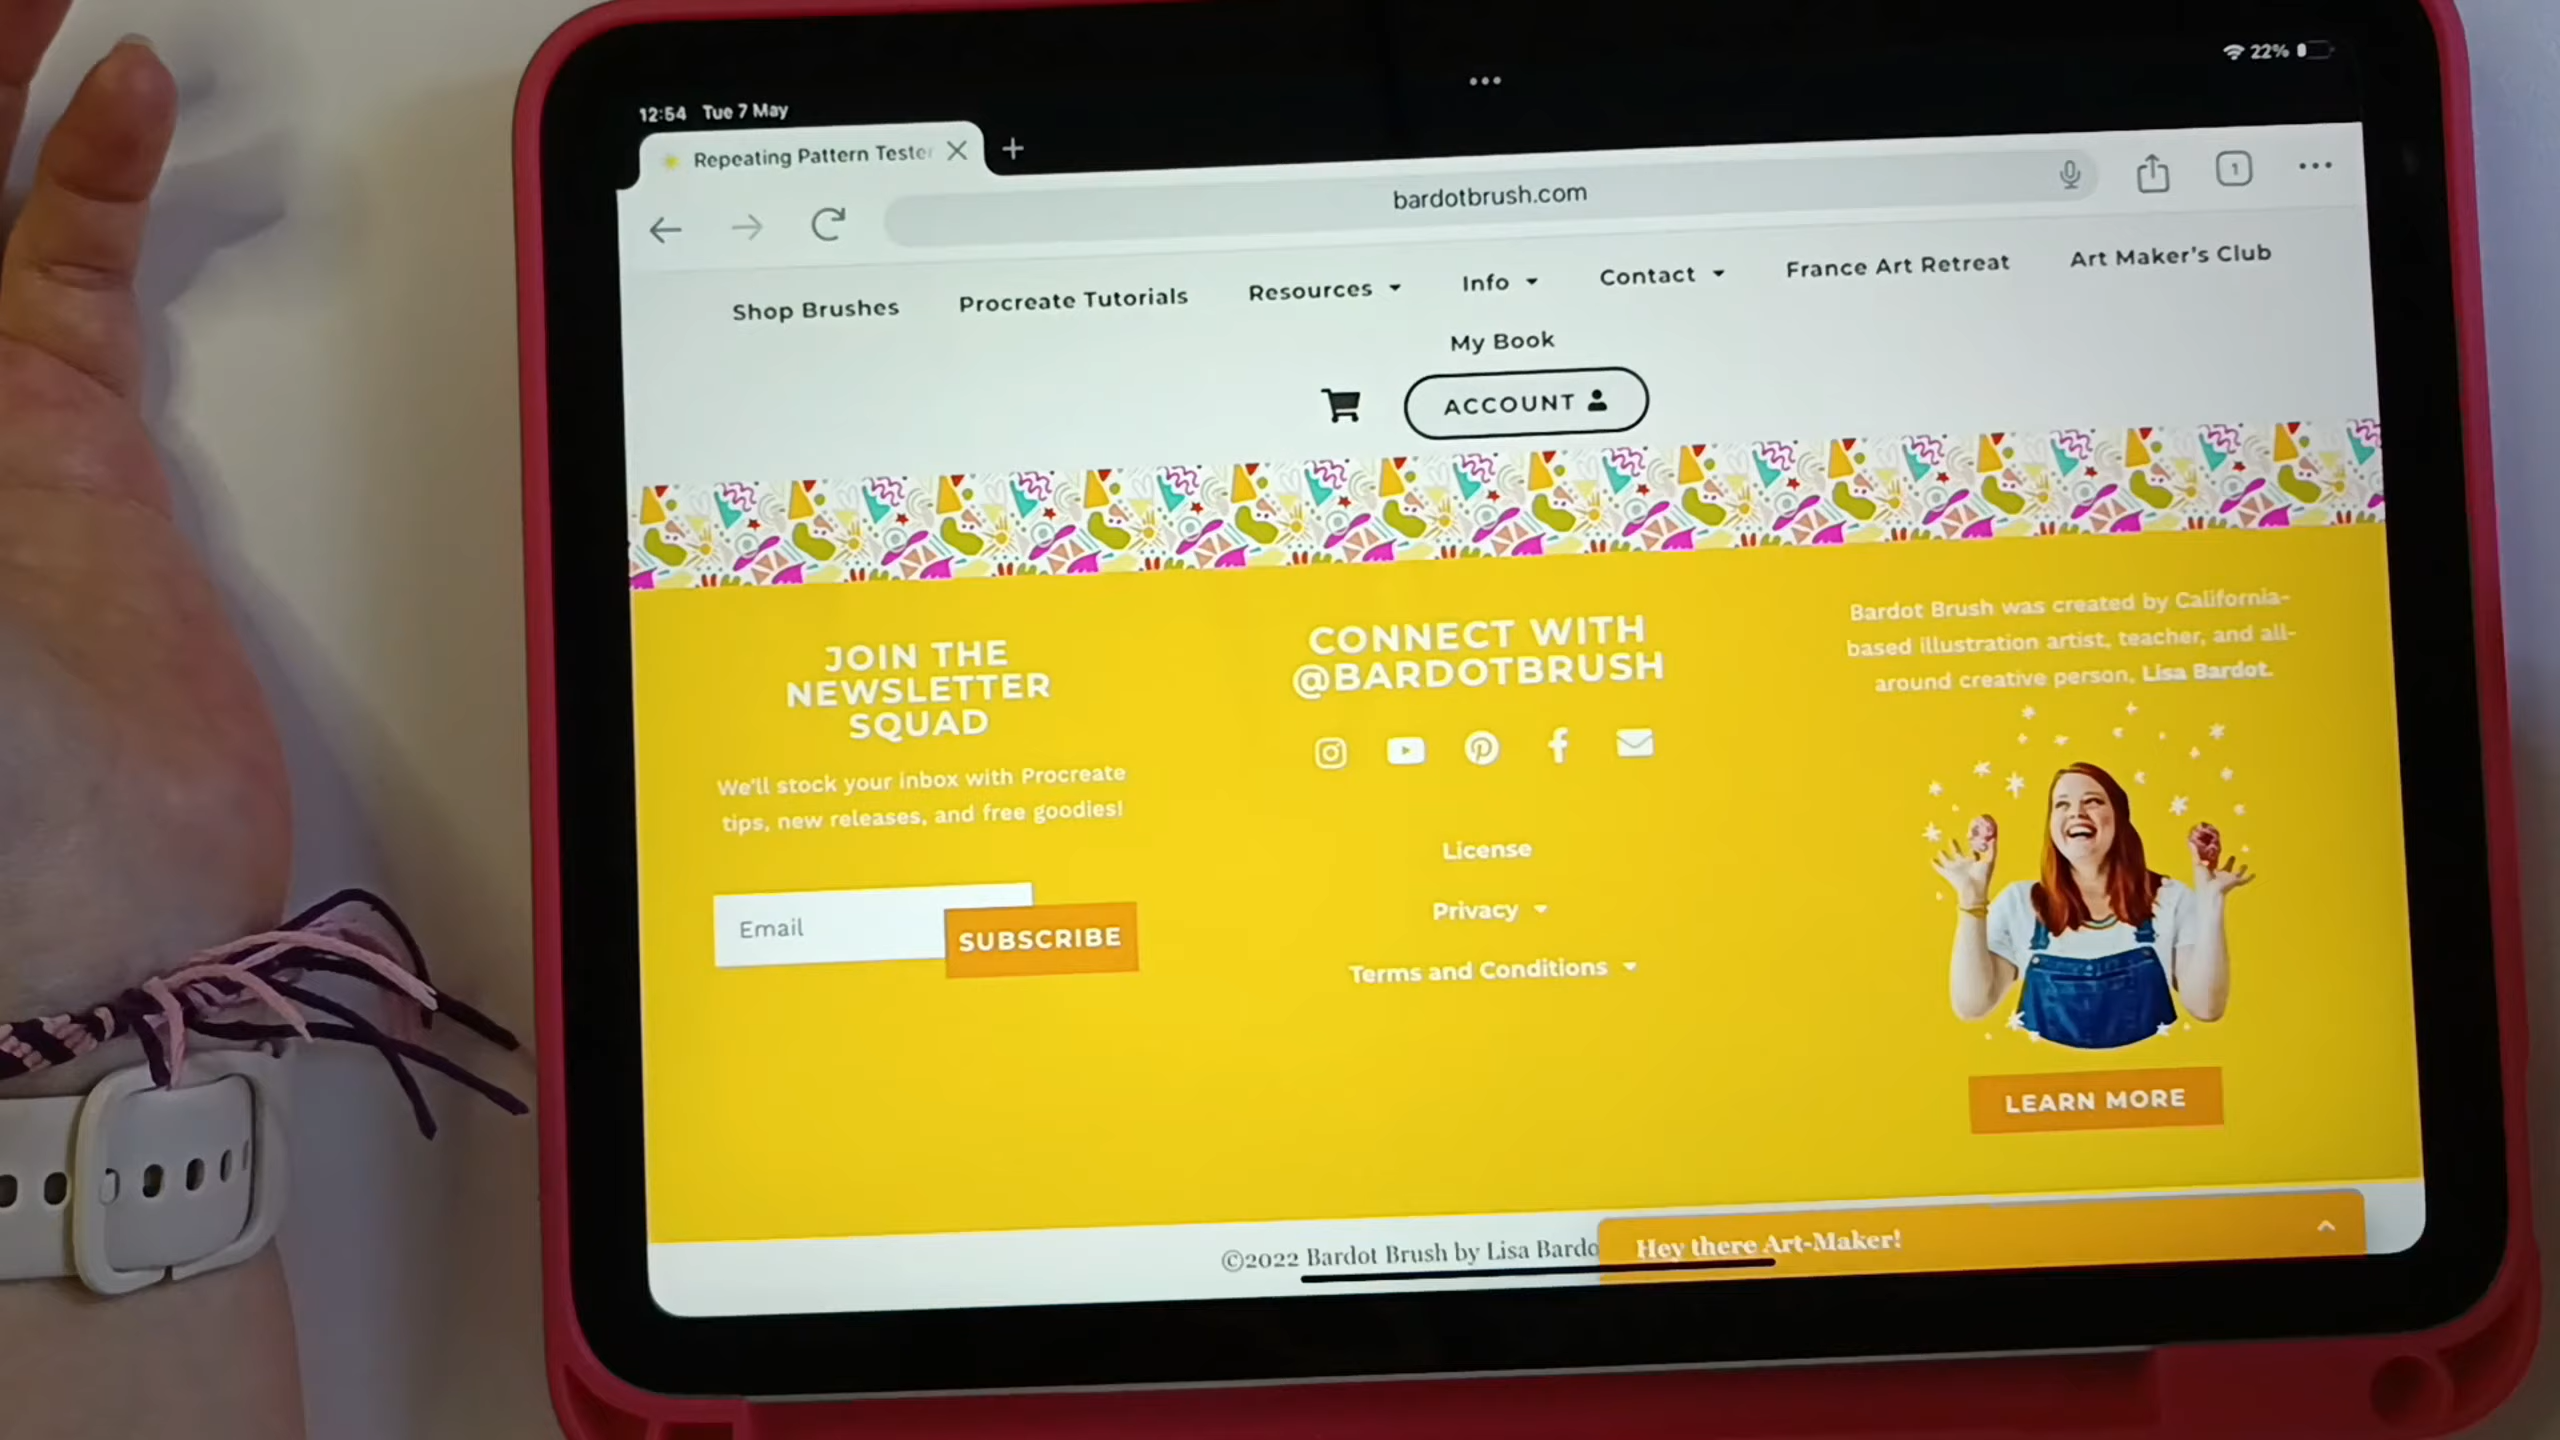 22%
12:54 Tue 7 May
Repeating Pattern Tester
bardotbrush.com
1
Shop Brushes Procreate Tutorials Resources Info Contact France Art Retreat Art Maker's Club
My Book
ACCOUNT
JOIN THE
NEWSLETTER
SQUAD
We'll stock your inbox with Procreate
tips, new releases, and free goodies!
Email
SUBSCRIBE
CONNECT WITH
@BARDOTBRUSH
License
Privacy
Terms and Conditions
Bardot Brush was created by California-
based illustration artist, teacher, and all-
around creative person, Lisa Bardot.
LEARN MORE
©2022 Bardot Brush by Lisa Bardo
Hey there Art-Maker!